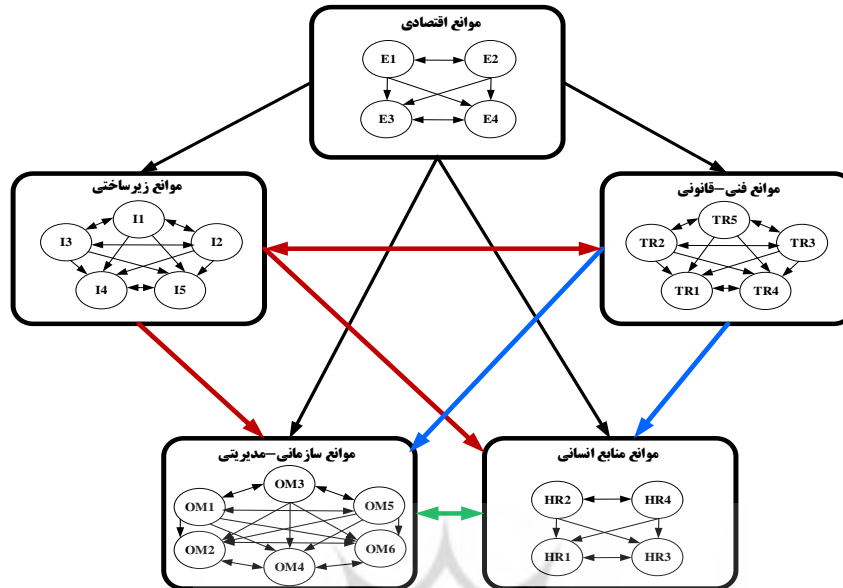 موانع اقتصادی
E1 E2
E3 E4
موانع زیرساختی
I1
I3 I2
I4 I5
موانع فنی-قانونی
TR5
TR2 TR3
TR1 TR4
موانع سازمانی-مدیریتی
OM3
OM1 OM5
OM2 OM6
OM4
موانع منابع انسانی
HR2 HR4
HR1 HR3